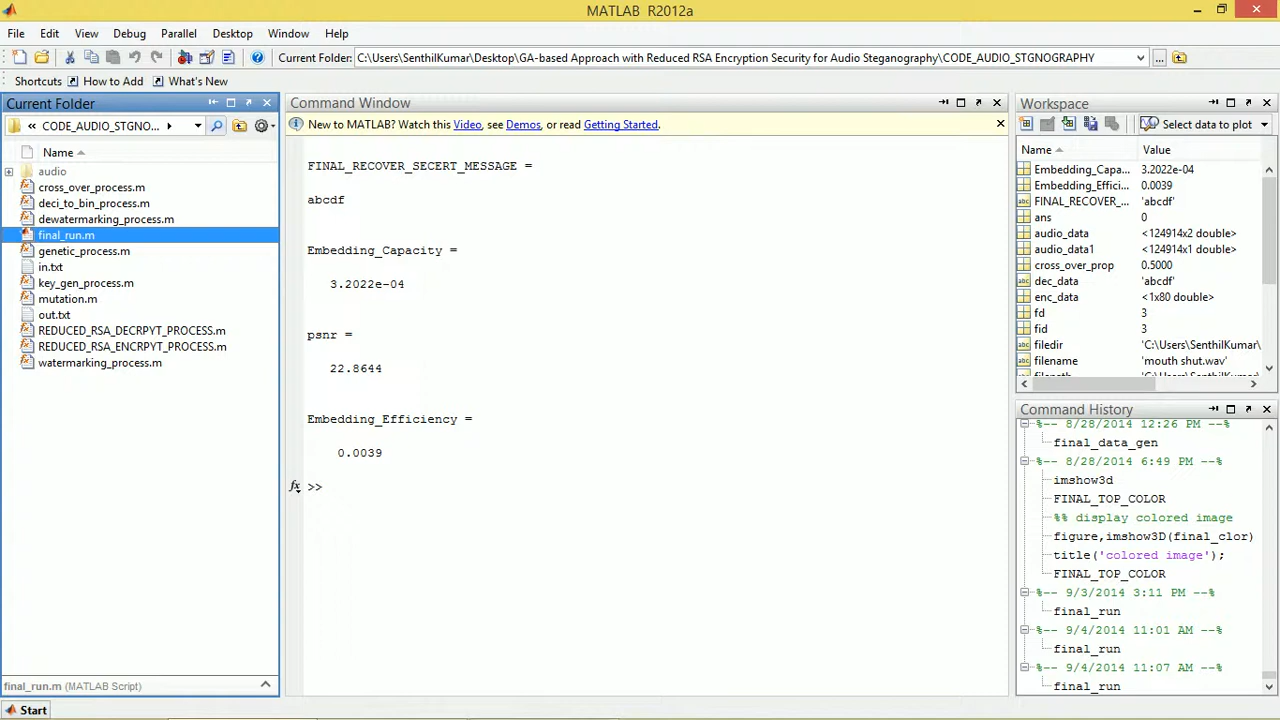 MATLAB R2012a
File Edit View Debug Parallel Desktop Window Help
Current Folder: C:\Users\SenthilKumar\Desktop\GA-based Approach with Reduced RSA Encryption Security for Audio Steganography\CODE_AUDIO_STGNOGRAPHY
Shortcuts How to Add What's New
Current Folder
« CODE_AUDIO_STGNO...
Name
audio
cross_over_process.m
deci_to_bin_process.m
dewatermarking_process.m
final_run.m
genetic_process.m
in.txt
key_gen_process.m
mutation.m
out.txt
REDUCED_RSA_DECRPYT_PROCESS.m
REDUCED_RSA_ENCRPYT_PROCESS.m
watermarking_process.m
final_run.m (MATLAB Script)
Start
Command Window
New to MATLAB? Watch this Video, see Demos, or read Getting Started.
FINAL_RECOVER_SECERT_MESSAGE =
abcdf
Embedding_Capacity =
3.2022e-04
psnr =
22.8644
Embedding_Efficiency =
0.0039
fx >>
Workspace
Select data to plot
Name Value
Embedding_Capa... 3.2022e-04
Embedding_Effici... 0.0039
FINAL_RECOVER_... 'abcdf'
ans 0
audio_data <124914x2 double>
audio_data1 <124914x1 double>
cross_over_prop 0.5000
dec_data 'abcdf'
enc_data <1x80 double>
fd 3
fid 3
filedir 'C:\Users\SenthilKumar\
filename 'mouth shut.wav'
Command History
%-- 8/28/2014 12:26 PM --%
final_data_gen
%-- 8/28/2014 6:49 PM --%
imshow3d
FINAL_TOP_COLOR
%% display colored image
figure,imshow3D(final_clor)
title('colored image');
FINAL_TOP_COLOR
%-- 9/3/2014 3:11 PM --%
final_run
%-- 9/4/2014 11:01 AM --%
final_run
%-- 9/4/2014 11:07 AM --%
final_run